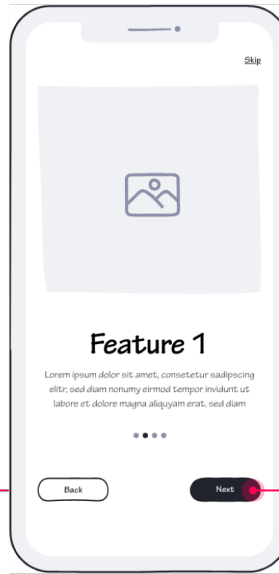 Skip
Feature 1
Lorem ipsum dolor sit amet, consetetur sadipscing
elitr, sed diam nonumy eirmod tempor invidunt ut
labore et dolore magna aliquyam erat, sed diam
Back
Next